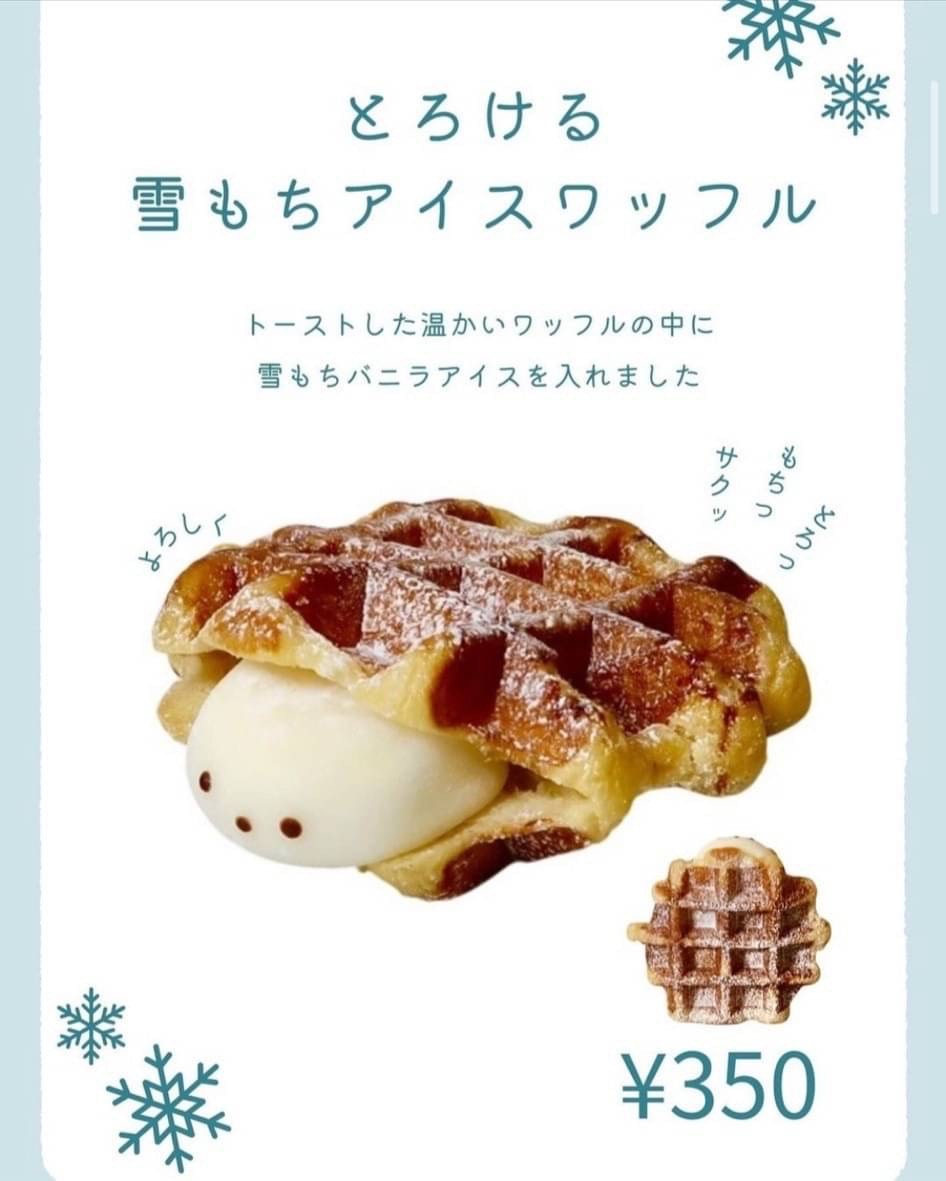 とろける
雪もちアイスワッフル
トーストした温かいワッフルの中に
雪もちバニラアイスを入れました
サクッ
もちっ
とろっ
よろしく
¥350